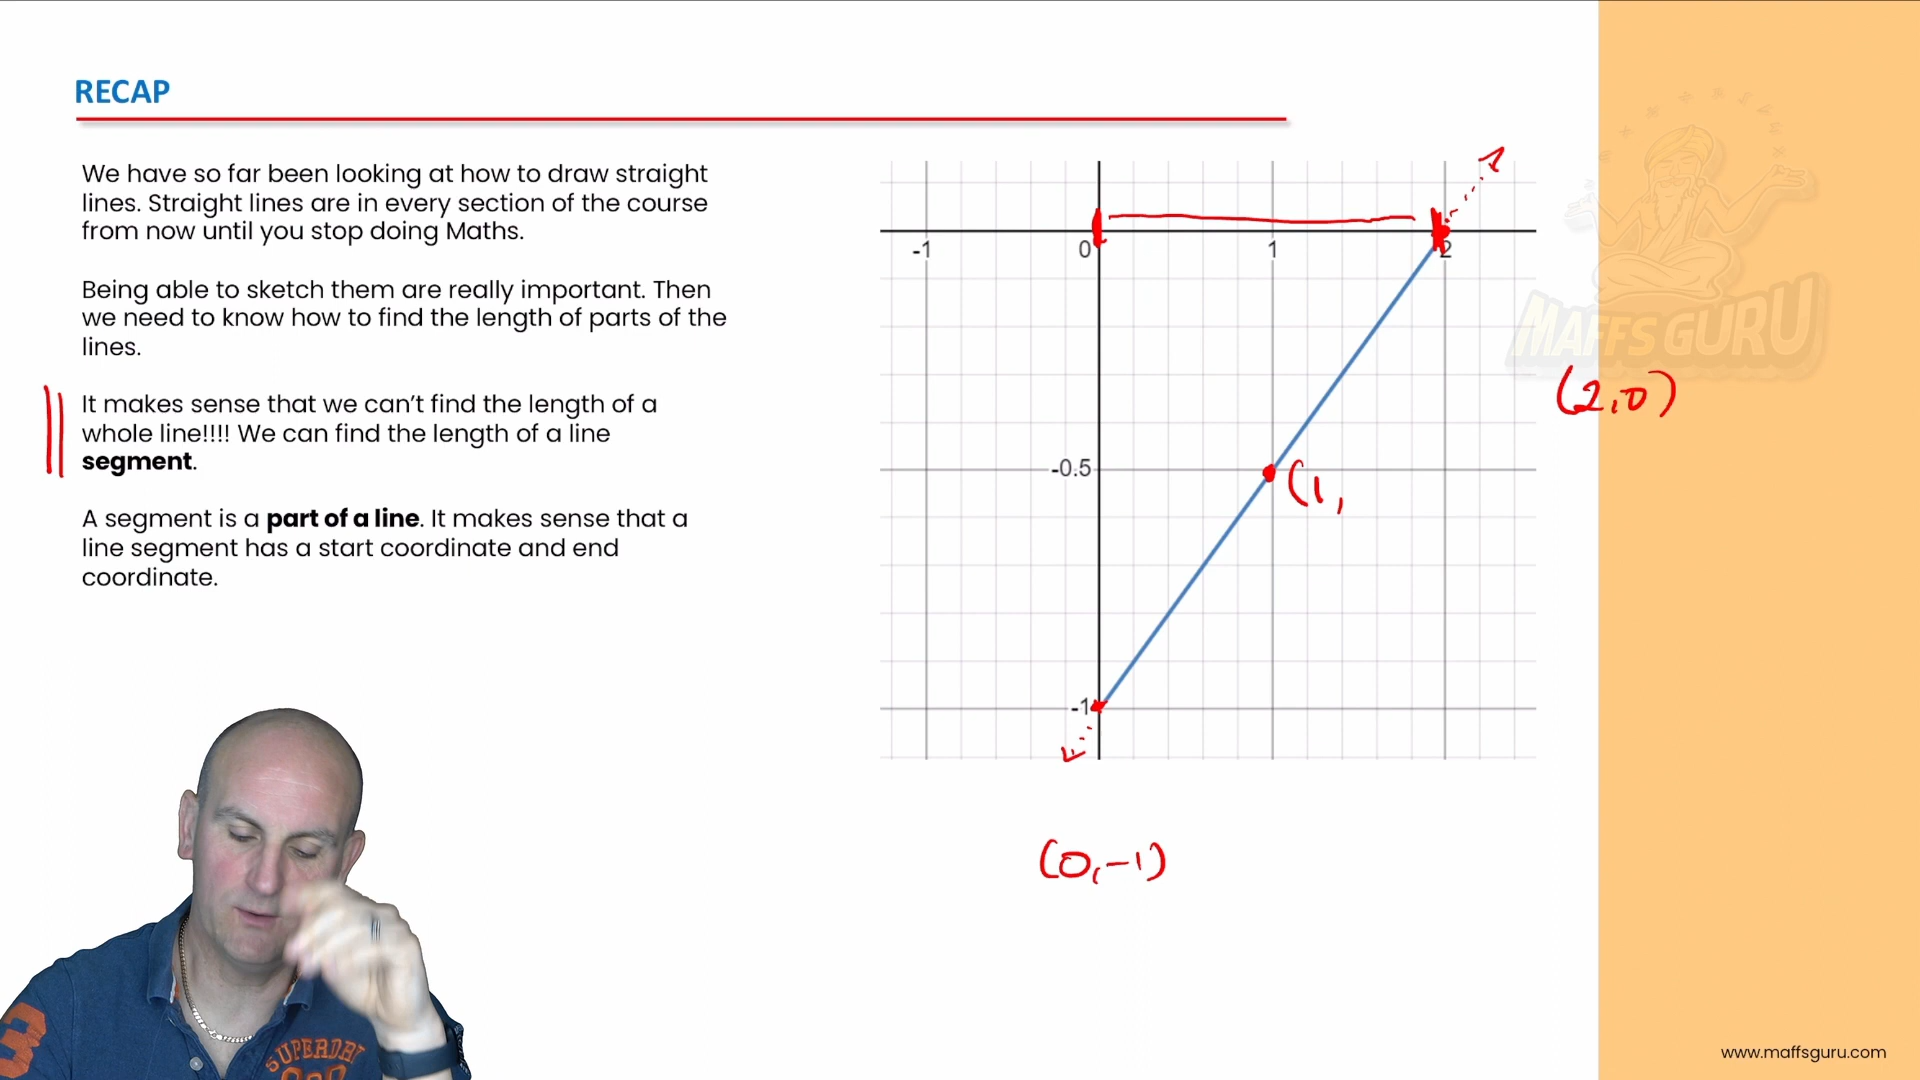 RECAP
We have so far been looking at how to draw straight
lines. Straight lines are in every section of the course
from now until you stop doing Maths.
Being able to sketch them are really important. Then
we need to know how to find the length of parts of the
lines.
It makes sense that we can't find the length of a
whole line!!!! We can find the length of a line
segment.
A segment is a part of a line. It makes sense that a
line segment has a start coordinate and end
coordinate.
-1 0 1 2
-0.5
-1
(1,
(2,0)
(0,-1)
MAFFS GURU
SUPERDRY
3
www.maffsguru.com